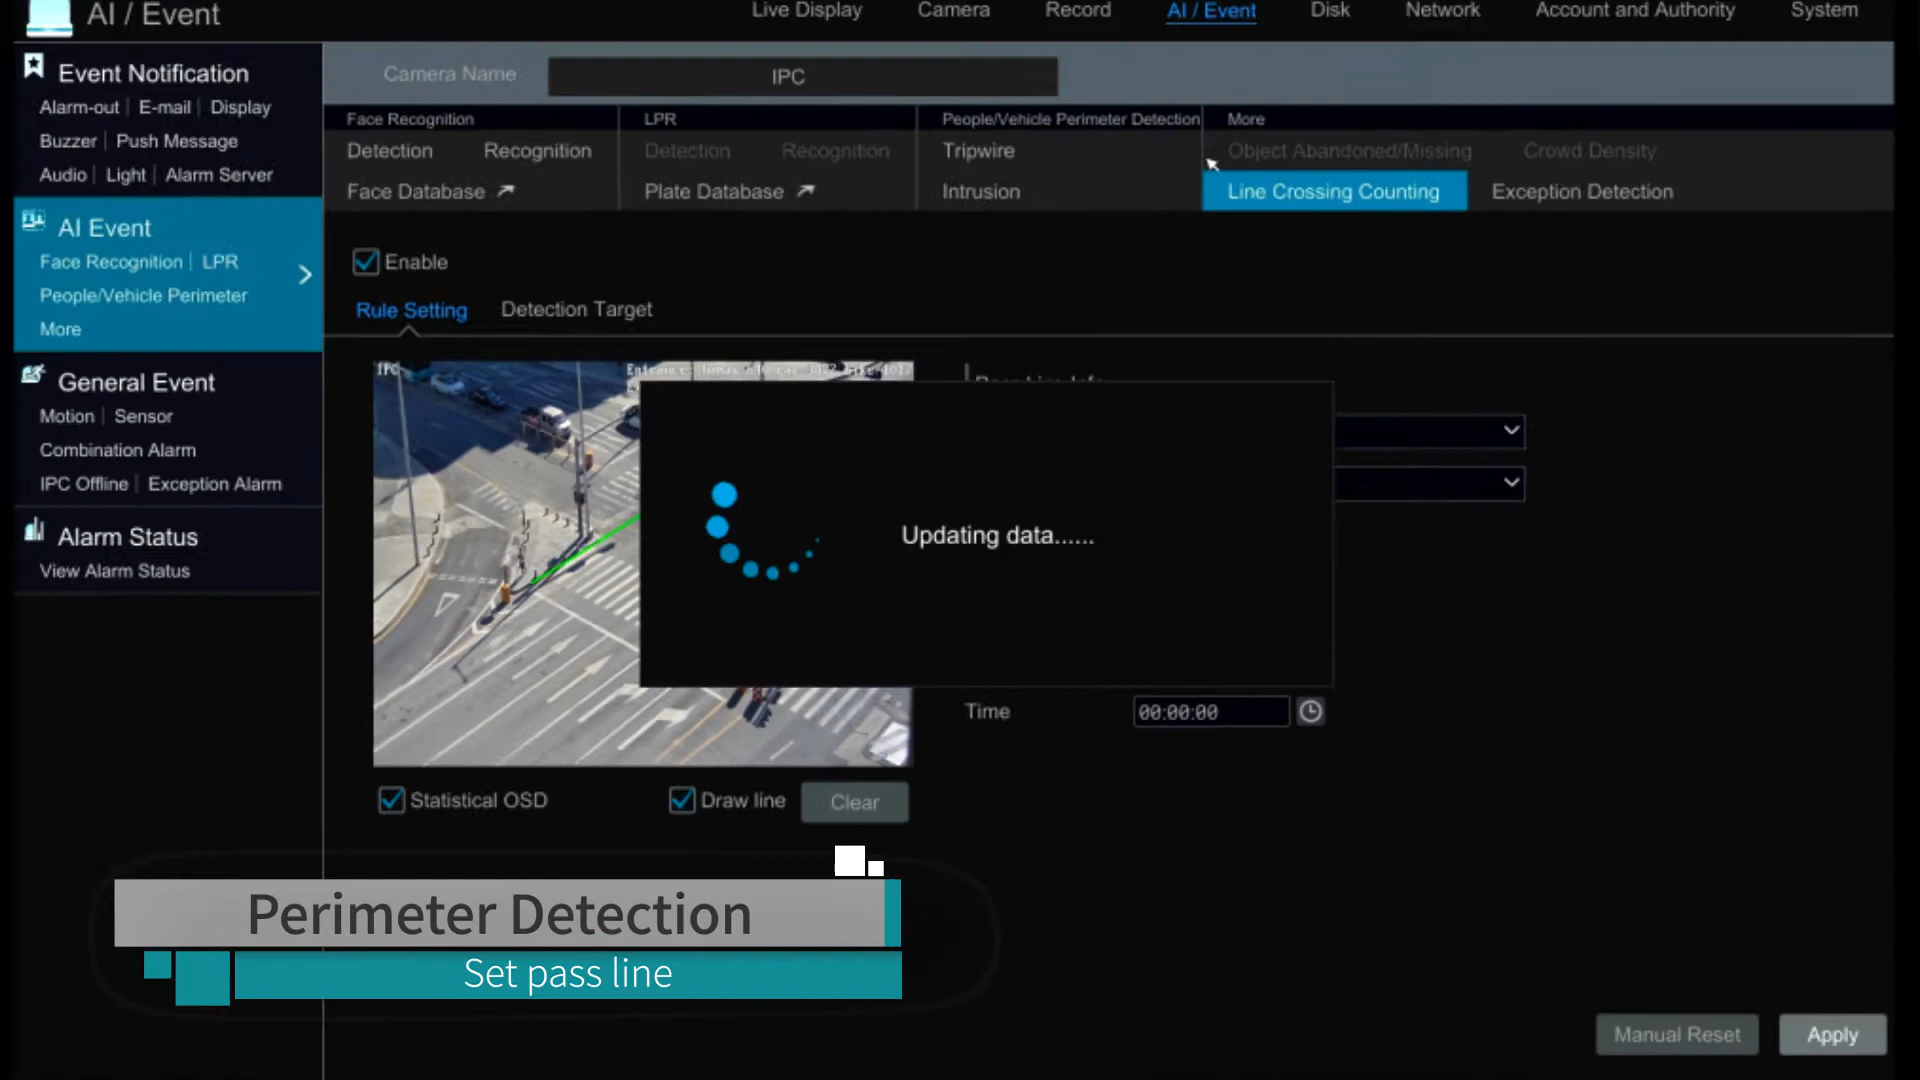 AI / Event
Live Display Camera Record AI / Event Disk Network Account and Authority System
Event Notification
Alarm-out | E-mail | Display
Buzzer | Push Message
Audio | Light | Alarm Server
AI Event
Face Recognition | LPR
People/Vehicle Perimeter
More
General Event
Motion | Sensor
Combination Alarm
IPC Offline | Exception Alarm
Alarm Status
View Alarm Status
Camera Name IPC
Face Recognition LPR People/Vehicle Perimeter Detection More
Detection Recognition Detection Recognition Tripwire Object Abandoned/Missing Crowd Density
Face Database Plate Database Intrusion Line Crossing Counting Exception Detection
Enable
Rule Setting Detection Target
IPC
Updating data......
Time 00:00:00
Statistical OSD Draw line Clear
Perimeter Detection
Set pass line
Manual Reset Apply